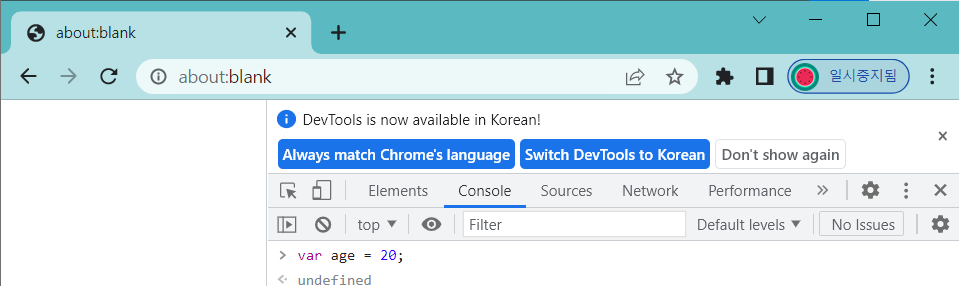 about:blank
about:blank
일시중지됨
DevTools is now available in Korean!
Always match Chrome's language Switch DevTools to Korean Don't show again
Elements Console Sources Network Performance
top Filter Default levels No Issues
var age = 20;
undefined